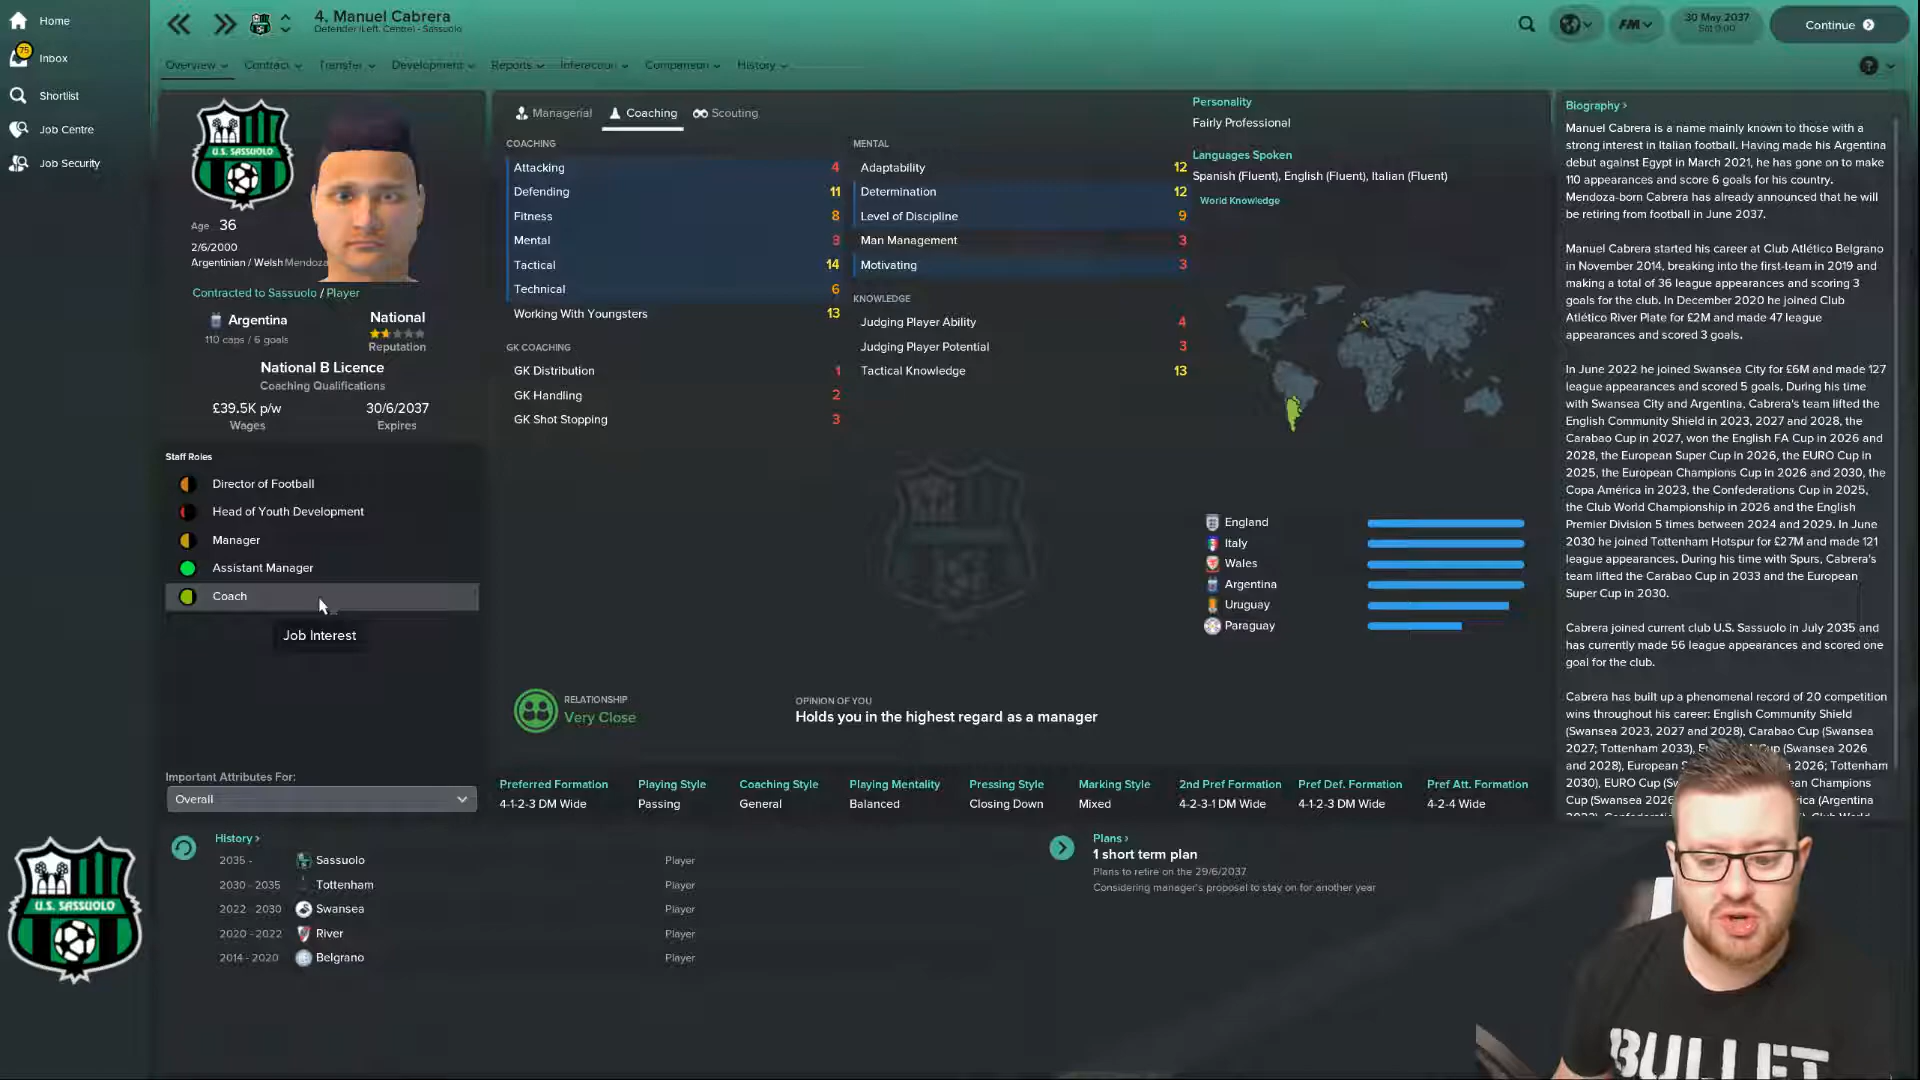 Home
Inbox
75
Shortlist
Job Centre
Job Security
4, Manuel Cabrera
Defender (Left, Centre) - Sassuolo
FM
30 May 2037
Sat 0:00
Continue
Overview
Contract
Transfer
Development
Reports
Interaction
Comparison
History
?
U.S. SASSUOLO
Age 36
2/6/2000
Argentinian / Welsh Mendoza
Contracted to Sassuolo / Player
Argentina
110 caps / 6 goals
National
Reputation
National B Licence
Coaching Qualifications
£39.5K p/w
Wages
30/6/2037
Expires
Staff Roles
Director of Football
Head of Youth Development
Manager
Assistant Manager
Coach
Job Interest
Important Attributes For:
Overall
Managerial
Coaching
Scouting
COACHING
Attacking 4
Defending 11
Fitness 8
Mental 3
Tactical 14
Technical 6
Working With Youngsters 13
GK COACHING
GK Distribution 1
GK Handling 2
GK Shot Stopping 3
MENTAL
Adaptability 12
Determination 12
Level of Discipline 9
Man Management 3
Motivating 3
KNOWLEDGE
Judging Player Ability 4
Judging Player Potential 3
Tactical Knowledge 13
Personality
Fairly Professional
Languages Spoken
Spanish (Fluent), English (Fluent), Italian (Fluent)
World Knowledge
England
Italy
Wales
Argentina
Uruguay
Paraguay
RELATIONSHIP
Very Close
OPINION OF YOU
Holds you in the highest regard as a manager
Preferred Formation
4-1-2-3 DM Wide
Playing Style
Passing
Coaching Style
General
Playing Mentality
Balanced
Pressing Style
Closing Down
Marking Style
Mixed
2nd Pref Formation
4-2-3-1 DM Wide
Pref Def. Formation
4-1-2-3 DM Wide
Pref Att. Formation
4-2-4 Wide
Biography >
Manuel Cabrera is a name mainly known to those with a
strong interest in Italian football. Having made his Argentina
debut against Egypt in March 2021, he has gone on to make
110 appearances and score 6 goals for his country.
Mendoza-born Cabrera has already announced that he will
be retiring from football in June 2037.
Manuel Cabrera started his career at Club Atlético Belgrano
in November 2014, breaking into the first-team in 2019 and
making a total of 36 league appearances and scoring 3
goals for the club. In December 2020 he joined Club
Atlético River Plate for £2M and made 47 league
appearances and scored 3 goals.
In June 2022 he joined Swansea City for £6M and made 127
league appearances and scored 5 goals. During his time
with Swansea City and Argentina, Cabrera's team lifted the
English Community Shield in 2023, 2027 and 2028, the
Carabao Cup in 2027, won the English FA Cup in 2026 and
2028, the European Super Cup in 2026, the EURO Cup in
2025, the European Champions Cup in 2026 and 2030, the
Copa América in 2023, the Confederations Cup in 2025,
the Club World Championship in 2026 and the English
Premier Division 5 times between 2024 and 2029. In June
2030 he joined Tottenham Hotspur for £27M and made 121
league appearances. During his time with Spurs, Cabrera's
team lifted the Carabao Cup in 2033 and the European
Super Cup in 2030.
Cabrera joined current club U.S. Sassuolo in July 2035 and
has currently made 56 league appearances and scored one
goal for the club.
Cabrera has built up a phenomenal record of 20 competition
wins throughout his career: English Community Shield
(Swansea 2023, 2027 and 2028), Carabao Cup (Swansea
2027; Tottenham 2033), Cup (Swansea 2026
and 2028), European 2026; Tottenham
2030), EURO Cup Champions
Cup (Swansea 2026 (Argentina
History >
2035 - Sassuolo Player
2030 - 2035 Tottenham Player
2022 - 2030 Swansea Player
2020 - 2022 River Player
2014 - 2020 Belgrano Player
Plans >
1 short term plan
Plans to retire on the 29/6/2037
Considering manager's proposal to stay on for another year
U.S. SASSUOLO
BULLET